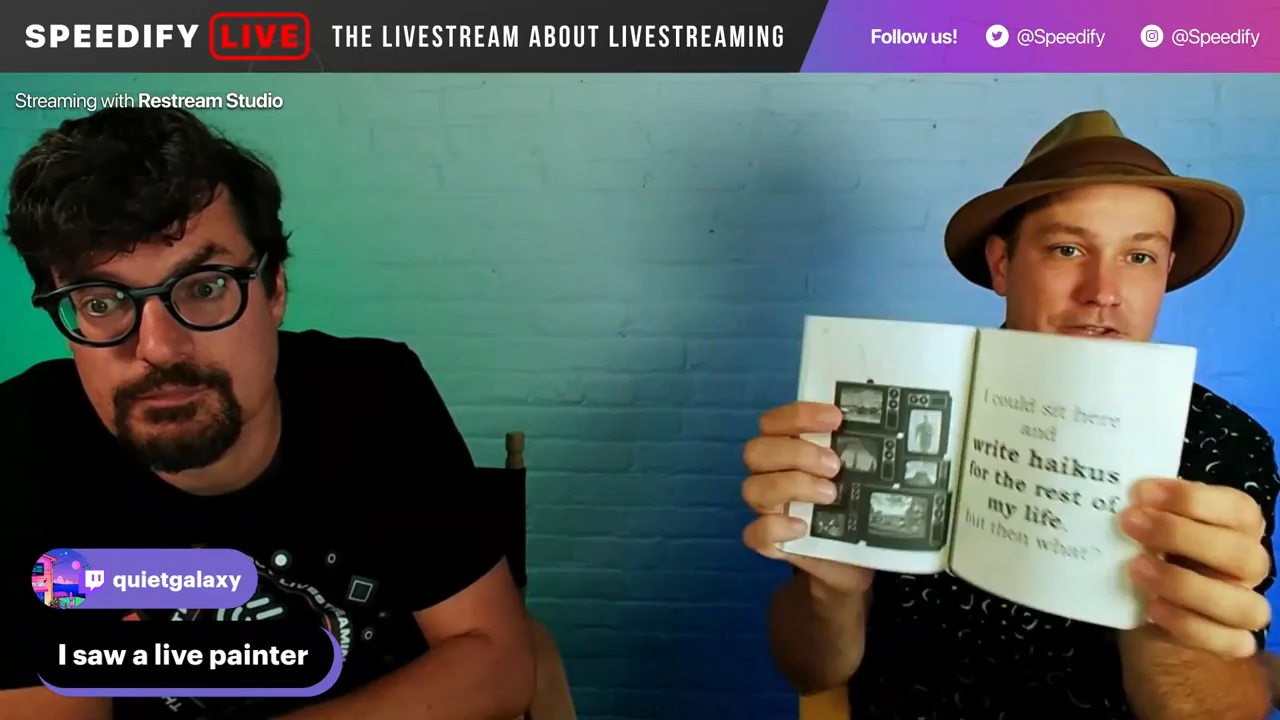 SPEEDIFY LIVE THE LIVESTREAM ABOUT LIVESTREAMING Follow us! @Speedify @Speedify
Streaming with Restream Studio
I could sit here
and
write haikus
for the rest of
my life,
but then what?
quietgalaxy
I saw a live painter